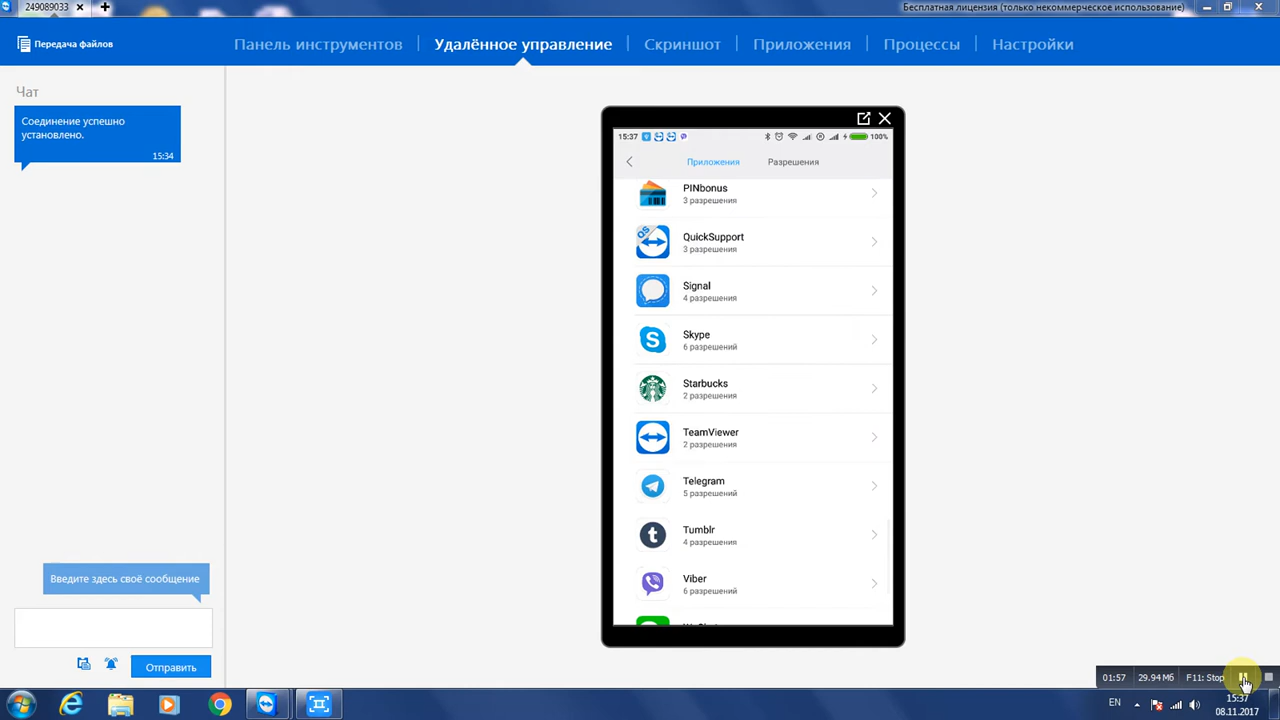 249089033
Бесплатная лицензия (только некоммерческое использование)
Передача файлов
Панель инструментов
Удалённое управление
Скриншот
Приложения
Процессы
Настройки
Чат
Соединение успешно
установлено.
15:34
15:37
100%
Приложения
Разрешения
PINbonus
3 разрешения
QS
QuickSupport
3 разрешения
Signal
4 разрешения
S
Skype
6 разрешений
Starbucks
2 разрешения
TeamViewer
2 разрешения
Telegram
5 разрешений
t
Tumblr
4 разрешения
Viber
6 разрешений
Введите здесь своё сообщение
Отправить
01:57
29.94Мб
F11: Stop
EN
15:37
08.11.2017